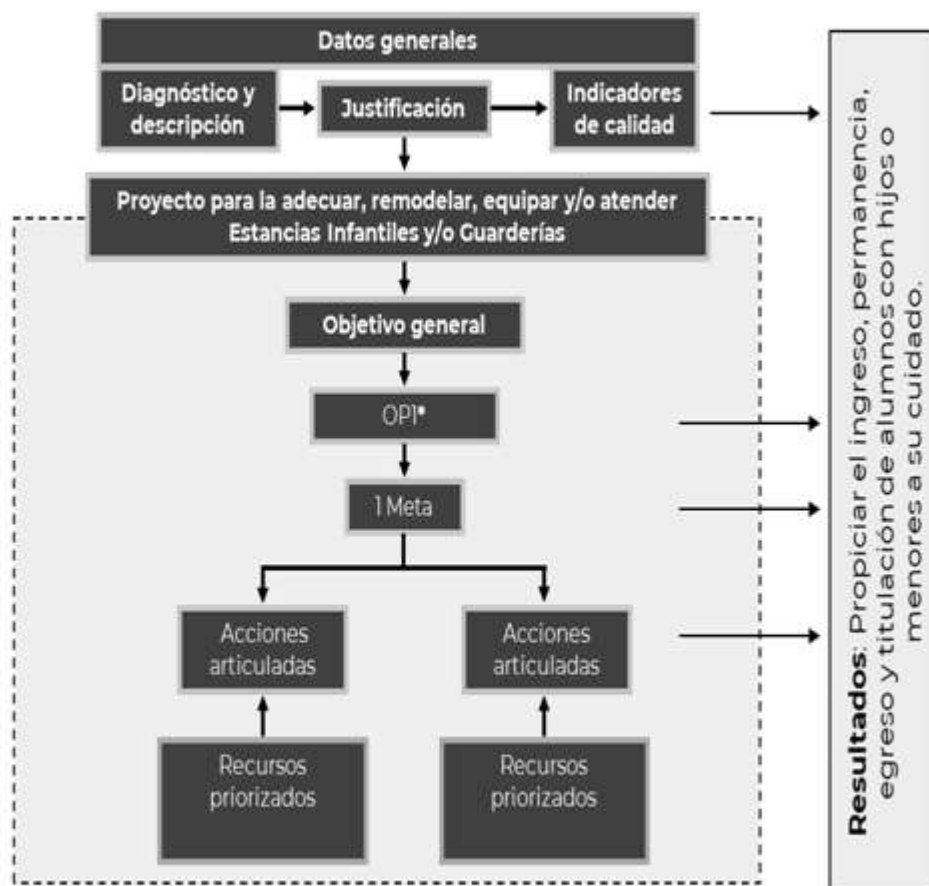 Datos generales
Diagnóstico y
descripción
Justificación
Indicadores
de calidad
Proyecto para la adecuar, remodelar, equipar y/o atender
Estancias Infantiles y/o Guarderías
Objetivo general
OP1*
1 Meta
Acciones
articuladas
Acciones
articuladas
Recursos
priorizados
Recursos
priorizados
Resultados: Propiciar el ingreso, permanencia,
egreso y titulación de alumnos con hijos o
menores a su cuidado.